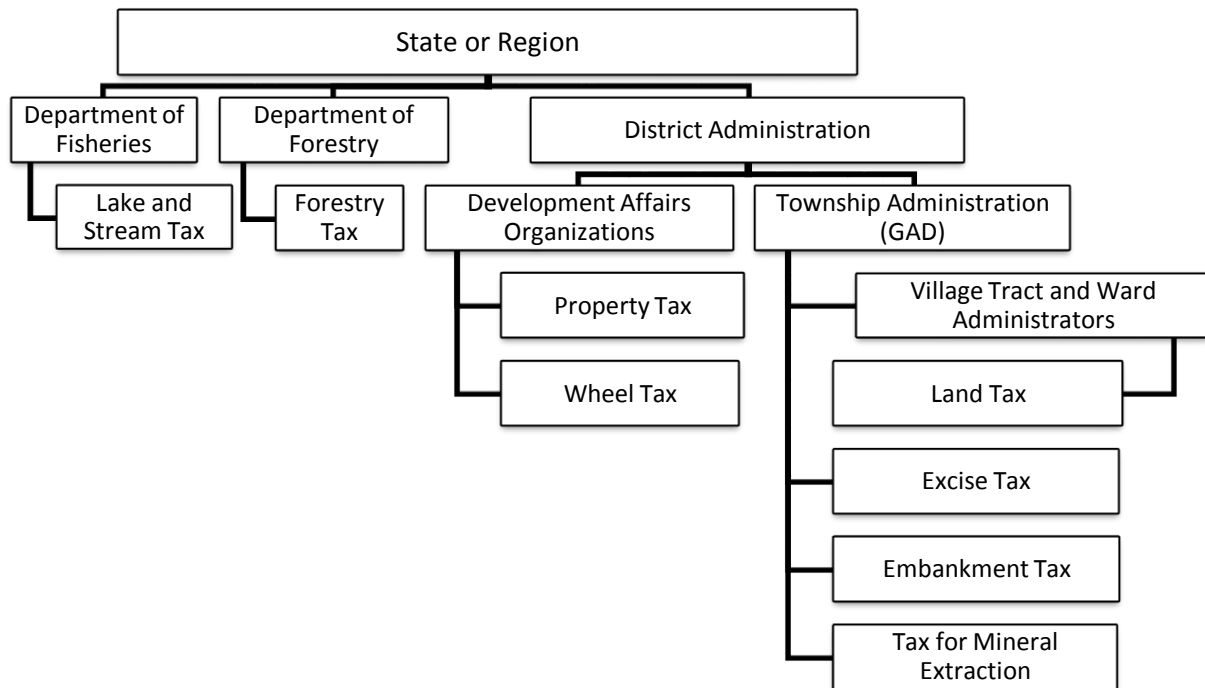 State or Region
Department of
Fisheries
Department of
Forestry
District Administration
Lake and
Stream Tax
Forestry
Tax
Development Affairs
Organizations
Township Administration
(GAD)
Property Tax
Village Tract and Ward
Administrators
Wheel Tax
Land Tax
Excise Tax
Embankment Tax
Tax for Mineral
Extraction